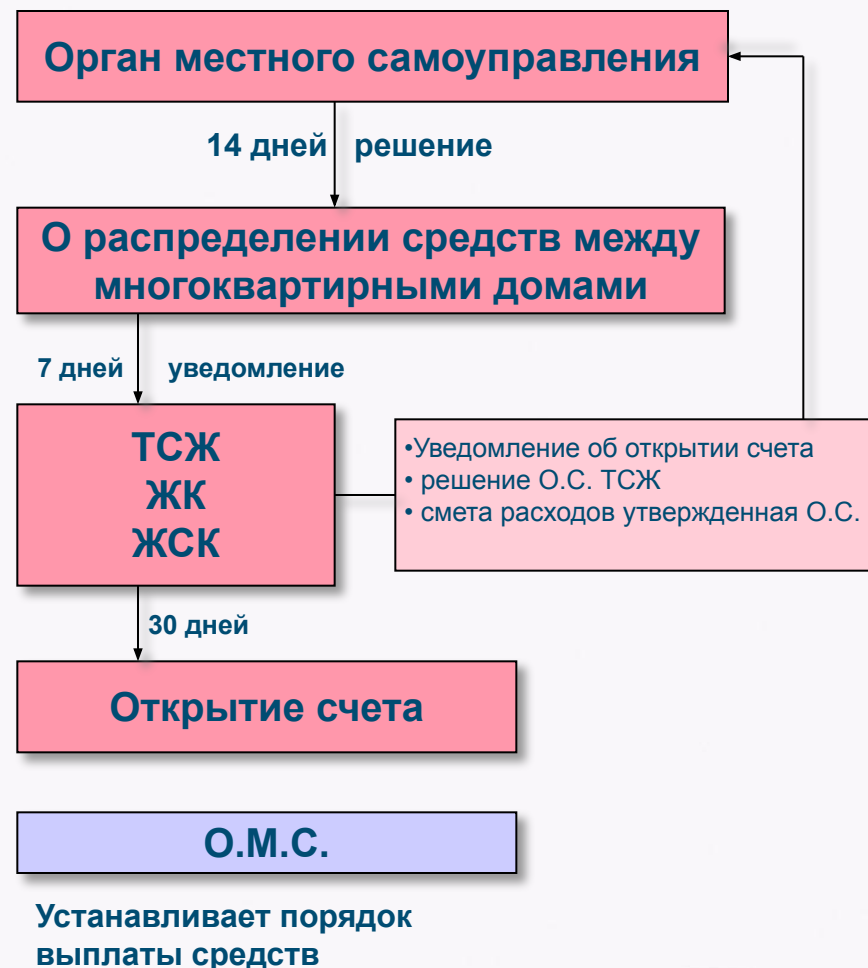 Орган местного самоуправления
14 дней решение
О распределении средств между
многоквартирными домами
7 дней уведомление
ТСЖ
ЖК
ЖСК
•Уведомление об открытии счета
• решение О.С. ТСЖ
• смета расходов утвержденная О.С.
30 дней
Открытие счета
О.М.С.
Устанавливает порядок
выплаты средств